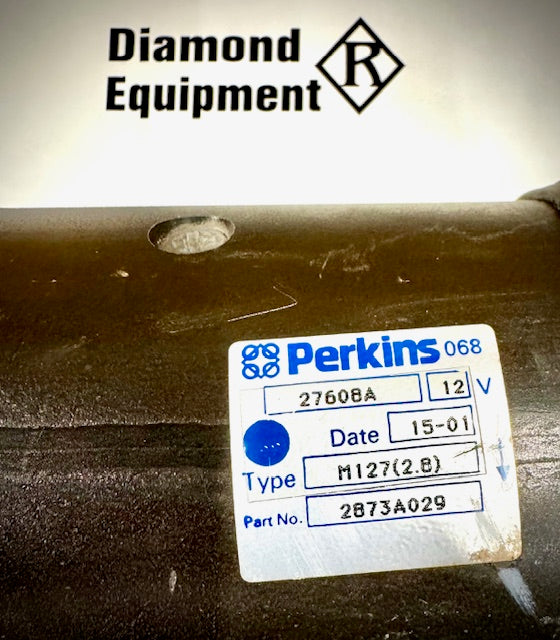 Diamond
Equipment
R
Perkins 068
27608A 12 V
Date 15-01
Type M127(2.8)
Part No. 2873A029